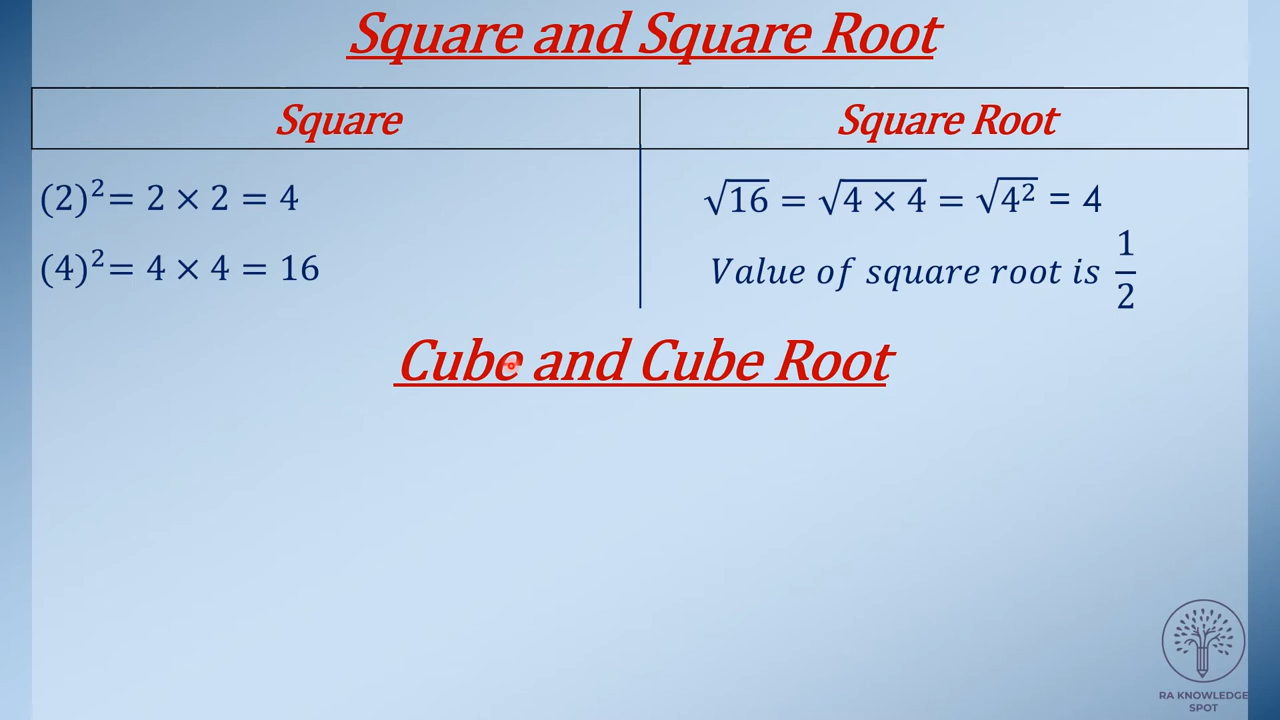 Square and Square Root
Square
Square Root
(2)²= 2 × 2 = 4
√16 = √4 × 4 = √4² = 4
(4)²= 4 × 4 = 16
Value of square root is 1/2
Cube and Cube Root
RA KNOWLEDGE
SPOT